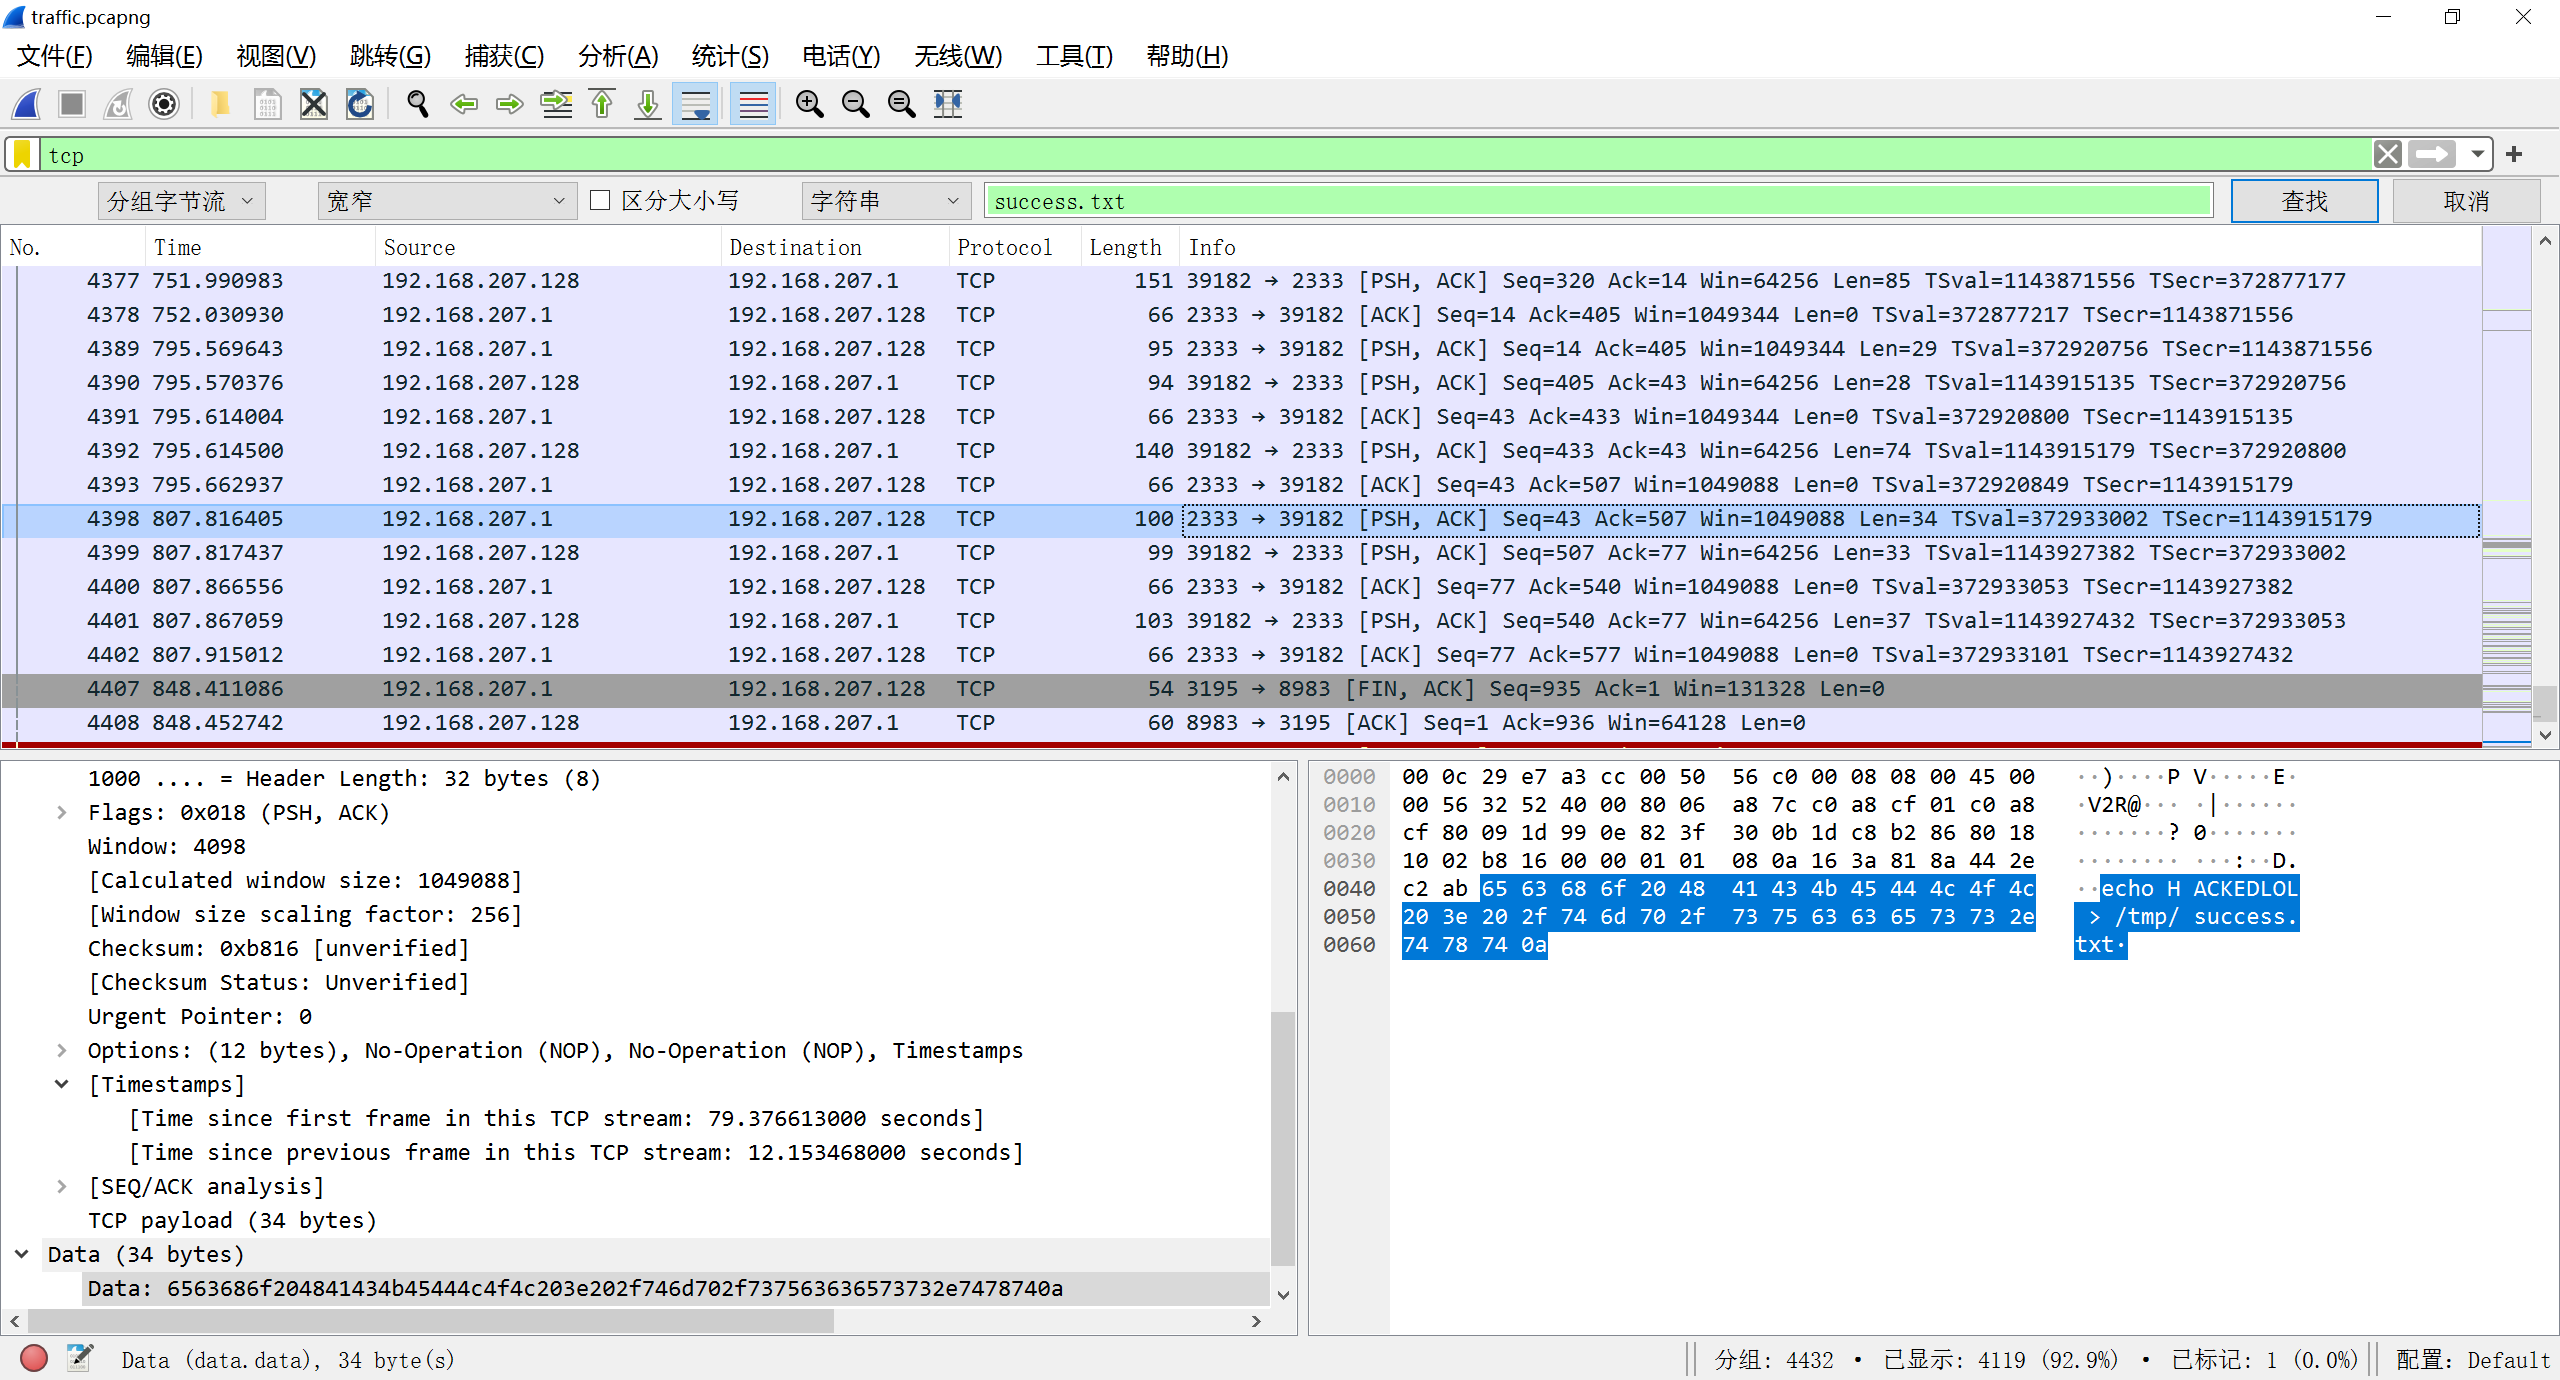 traffic.pcapng
文件(F) 编辑(E) 视图(V) 跳转(G) 捕获(C) 分析(A) 统计(S) 电话(Y) 无线(W) 工具(T) 帮助(H)
tcp
分组字节流 宽窄 区分大小写 字符串 success.txt 查找 取消
No. Time Source Destination Protocol Length Info
4377 751.990983 192.168.207.128 192.168.207.1 TCP 151 39182 → 2333 [PSH, ACK] Seq=320 Ack=14 Win=64256 Len=85 TSval=1143871556 TSecr=372877177
4378 752.030930 192.168.207.1 192.168.207.128 TCP 66 2333 → 39182 [ACK] Seq=14 Ack=405 Win=1049344 Len=0 TSval=372877217 TSecr=1143871556
4389 795.569643 192.168.207.1 192.168.207.128 TCP 95 2333 → 39182 [PSH, ACK] Seq=14 Ack=405 Win=1049344 Len=29 TSval=372920756 TSecr=1143871556
4390 795.570376 192.168.207.128 192.168.207.1 TCP 94 39182 → 2333 [PSH, ACK] Seq=405 Ack=43 Win=64256 Len=28 TSval=1143915135 TSecr=372920756
4391 795.614004 192.168.207.1 192.168.207.128 TCP 66 2333 → 39182 [ACK] Seq=43 Ack=433 Win=1049344 Len=0 TSval=372920800 TSecr=1143915135
4392 795.614500 192.168.207.128 192.168.207.1 TCP 140 39182 → 2333 [PSH, ACK] Seq=433 Ack=43 Win=64256 Len=74 TSval=1143915179 TSecr=372920800
4393 795.662937 192.168.207.1 192.168.207.128 TCP 66 2333 → 39182 [ACK] Seq=43 Ack=507 Win=1049088 Len=0 TSval=372920849 TSecr=1143915179
4398 807.816405 192.168.207.1 192.168.207.128 TCP 100 2333 → 39182 [PSH, ACK] Seq=43 Ack=507 Win=1049088 Len=34 TSval=372933002 TSecr=1143915179
4399 807.817437 192.168.207.128 192.168.207.1 TCP 99 39182 → 2333 [PSH, ACK] Seq=507 Ack=77 Win=64256 Len=33 TSval=1143927382 TSecr=372933002
4400 807.866556 192.168.207.1 192.168.207.128 TCP 66 2333 → 39182 [ACK] Seq=77 Ack=540 Win=1049088 Len=0 TSval=372933053 TSecr=1143927382
4401 807.867059 192.168.207.128 192.168.207.1 TCP 103 39182 → 2333 [PSH, ACK] Seq=540 Ack=77 Win=64256 Len=37 TSval=1143927432 TSecr=372933053
4402 807.915012 192.168.207.1 192.168.207.128 TCP 66 2333 → 39182 [ACK] Seq=77 Ack=577 Win=1049088 Len=0 TSval=372933101 TSecr=1143927432
4407 848.411086 192.168.207.1 192.168.207.128 TCP 54 3195 → 8983 [FIN, ACK] Seq=935 Ack=1 Win=131328 Len=0
4408 848.452742 192.168.207.128 192.168.207.1 TCP 60 8983 → 3195 [ACK] Seq=1 Ack=936 Win=64128 Len=0
1000 .... = Header Length: 32 bytes (8)
Flags: 0x018 (PSH, ACK)
Window: 4098
[Calculated window size: 1049088]
[Window size scaling factor: 256]
Checksum: 0xb816 [unverified]
[Checksum Status: Unverified]
Urgent Pointer: 0
Options: (12 bytes), No-Operation (NOP), No-Operation (NOP), Timestamps
[Timestamps]
[Time since first frame in this TCP stream: 79.376613000 seconds]
[Time since previous frame in this TCP stream: 12.153468000 seconds]
[SEQ/ACK analysis]
TCP payload (34 bytes)
Data (34 bytes)
Data: 6563686f204841434b45444c4f4c203e202f746d702f737563636573732e7478740a
0000 00 0c 29 e7 a3 cc 00 50 56 c0 00 08 08 00 45 00 ··)····P V·····E·
0010 00 56 32 52 40 00 80 06 a8 7c c0 a8 cf 01 c0 a8 ·V2R@··· ·|······
0020 cf 80 09 1d 99 0e 82 3f 30 0b 1d c8 b2 86 80 18 ·······? 0·······
0030 10 02 b8 16 00 00 01 01 08 0a 16 3a 81 8a 44 2e ········ ···:··D.
0040 c2 ab 65 63 68 6f 20 48 41 43 4b 45 44 4c 4f 4c ··echo H ACKEDLOL
0050 20 3e 20 2f 74 6d 70 2f 73 75 63 63 65 73 73 2e > /tmp/ success.
0060 74 78 74 0a txt·
Data (data.data), 34 byte(s) 分组: 4432 · 已显示: 4119 (92.9%) · 已标记: 1 (0.0%) 配置: Default